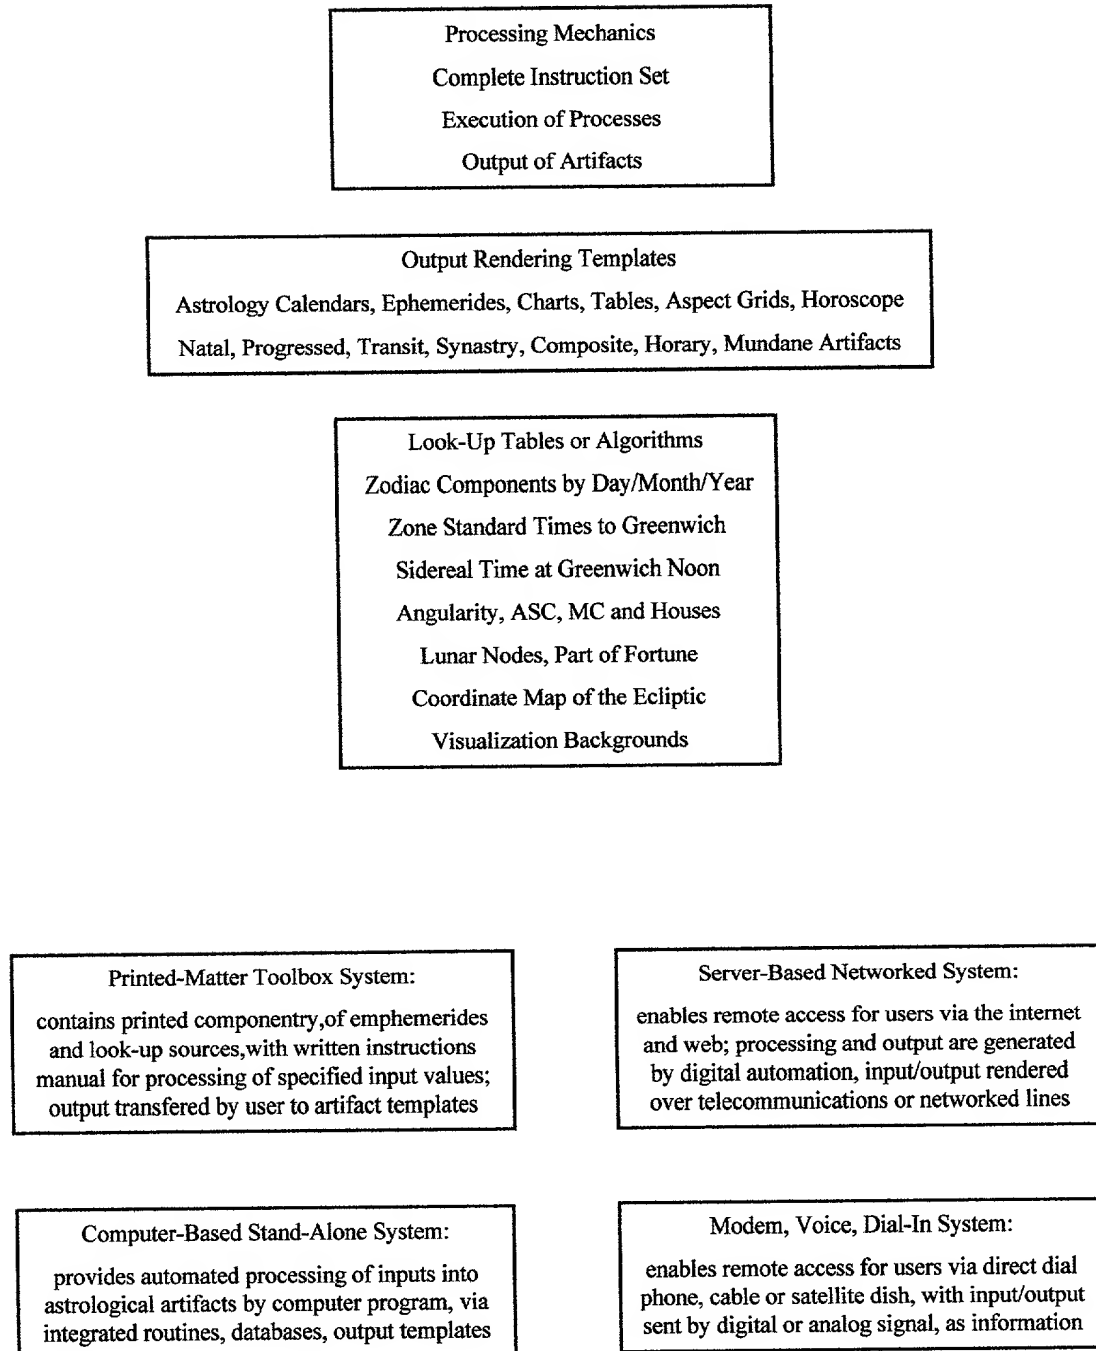 Processing Mechanics
Complete Instruction Set
Execution of Processes
Output of Artifacts
Output Rendering Templates
Astrology Calendars, Ephemerides, Charts, Tables, Aspect Grids, Horoscope
Natal, Progressed, Transit, Synastry, Composite, Horary, Mundane Artifacts
Look-Up Tables or Algorithms
Zodiac Components by Day/Month/Year
Zone Standard Times to Greenwich
Sidereal Time at Greenwich Noon
Angularity, ASC, MC and Houses
Lunar Nodes, Part of Fortune
Coordinate Map of the Ecliptic
Visualization Backgrounds
Printed-Matter Toolbox System:
contains printed componentry,of emphemerides
and look-up sources,with written instructions
manual for processing of specified input values;
output transfered by user to artifact templates
Server-Based Networked System:
enables remote access for users via the internet
and web; processing and output are generated
by digital automation, input/output rendered
over telecommunications or networked lines
Computer-Based Stand-Alone System:
provides automated processing of inputs into
astrological artifacts by computer program, via
integrated routines, databases, output templates
Modem, Voice, Dial-In System:
enables remote access for users via direct dial
phone, cable or satellite dish, with input/output
sent by digital or analog signal, as information